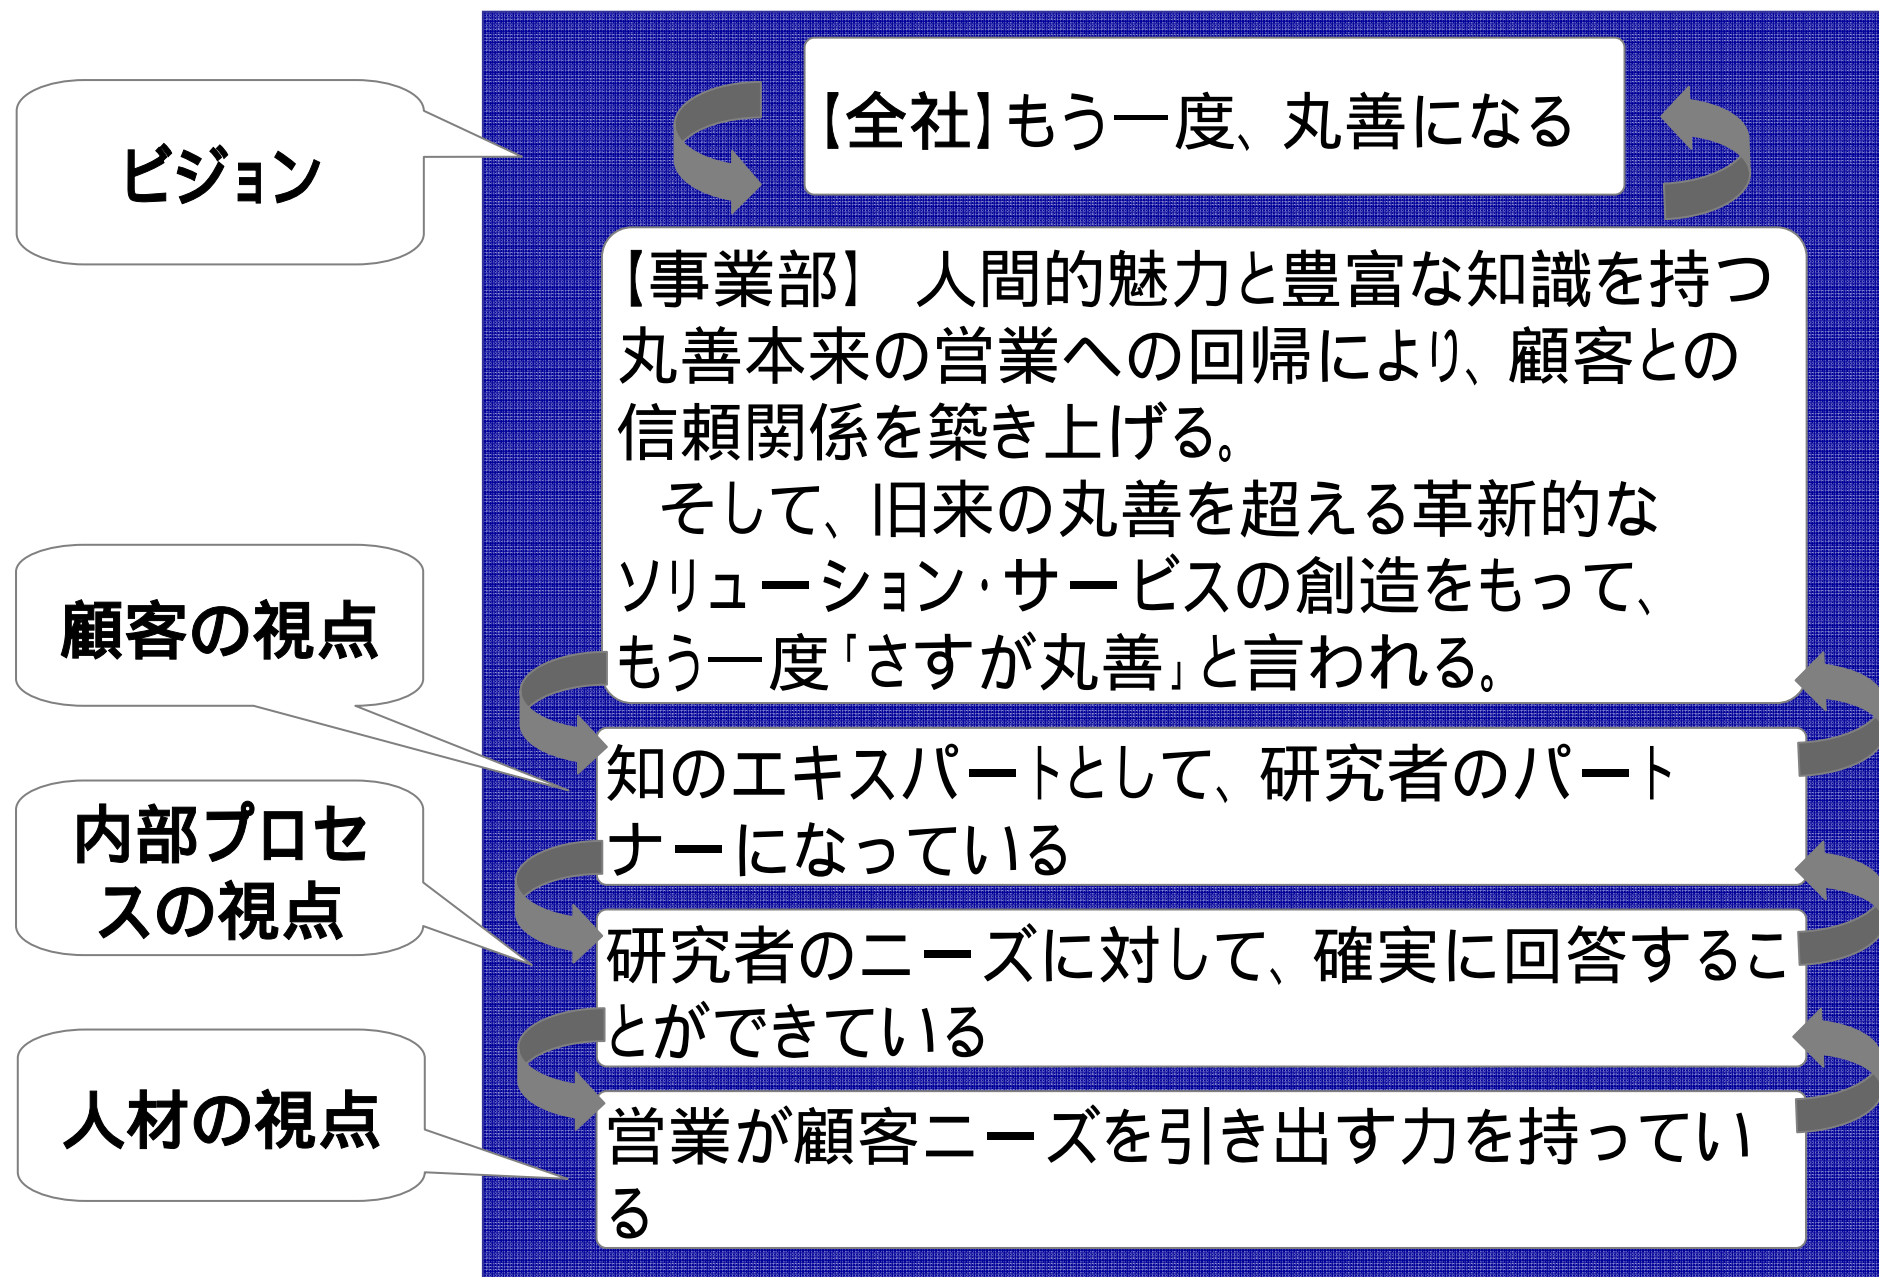 ビジョン
【全社】もう一度、丸善になる
【事業部】　人間的魅力と豊富な知識を持つ
丸善本来の営業への回帰により、顧客との
信頼関係を築き上げる。
　そして、旧来の丸善を超える革新的な
ソリューション・サービスの創造をもって、
もう一度「さすが丸善」と言われる。
顧客の視点
知のエキスパートとして、研究者のパート
ナーになっている
内部プロセ
スの視点
研究者のニーズに対して、確実に回答するこ
とができている
人材の視点
営業が顧客ニーズを引き出す力を持ってい
る